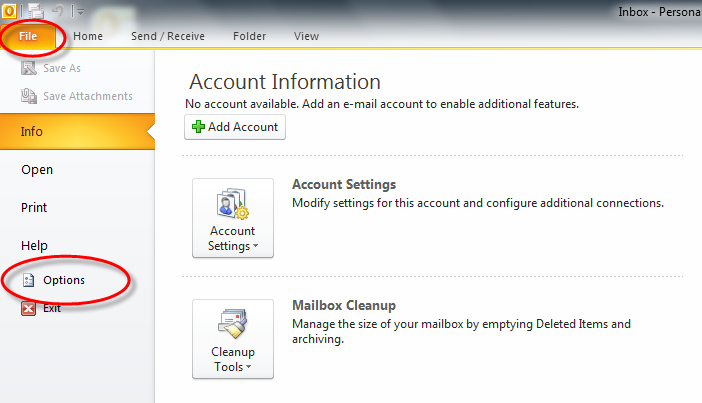 Inbox - Persona
File Home Send / Receive Folder View
Save As
Save Attachments
Info
Open
Print
Help
Options
Exit
Account Information
No account available. Add an e-mail account to enable additional features.
Add Account
Account Settings
Account Settings
Modify settings for this account and configure additional connections.
Cleanup Tools
Mailbox Cleanup
Manage the size of your mailbox by emptying Deleted Items and
archiving.